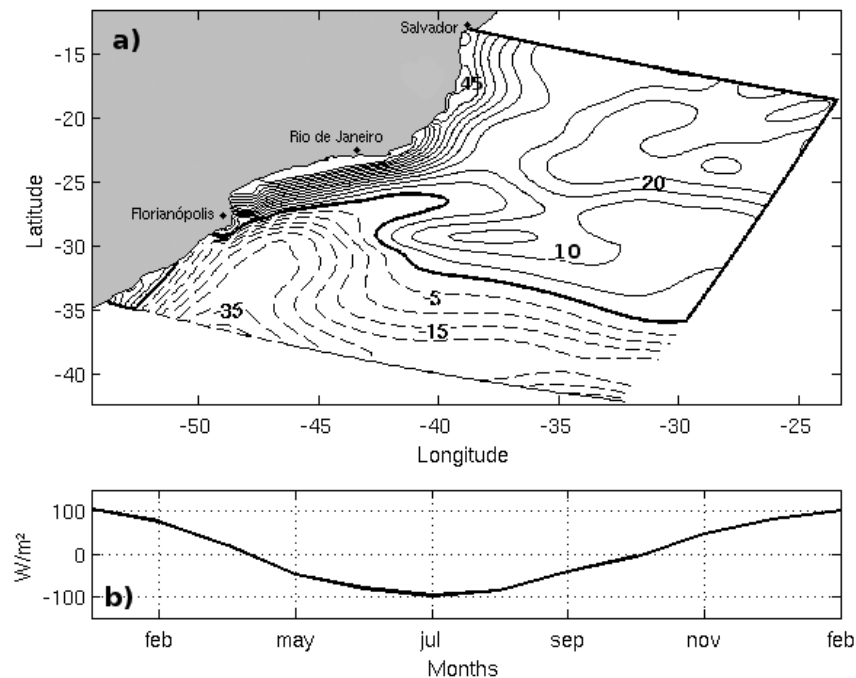 a)
Salvador
45
Rio de Janeiro
Florianópolis
20
10
-5
-15
-35
-15
-20
-25
-30
-35
-40
Latitude
-50
-45
-40
-35
-30
-25
Longitude
b)
100
0
-100
W/m²
feb
may
jul
sep
nov
feb
Months